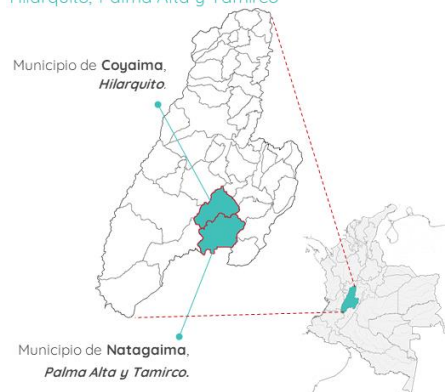 Hilarquito, Palma Alta y Tamirco
Municipio de Coyaima,
Hilarquito.
Municipio de Natagaima,
Palma Alta y Tamirco.